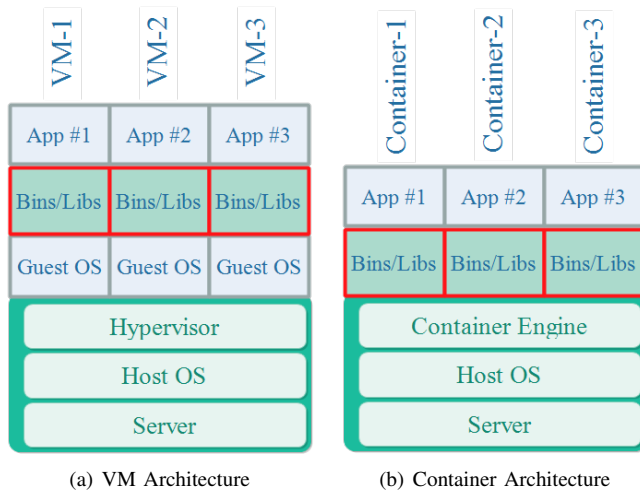 VM-1 VM-2 VM-3
App #1 App #2 App #3
Bins/Libs Bins/Libs Bins/Libs
Guest OS Guest OS Guest OS
Hypervisor
Host OS
Server
(a) VM Architecture
Container-1 Container-2 Container-3
App #1 App #2 App #3
Bins/Libs Bins/Libs Bins/Libs
Container Engine
Host OS
Server
(b) Container Architecture